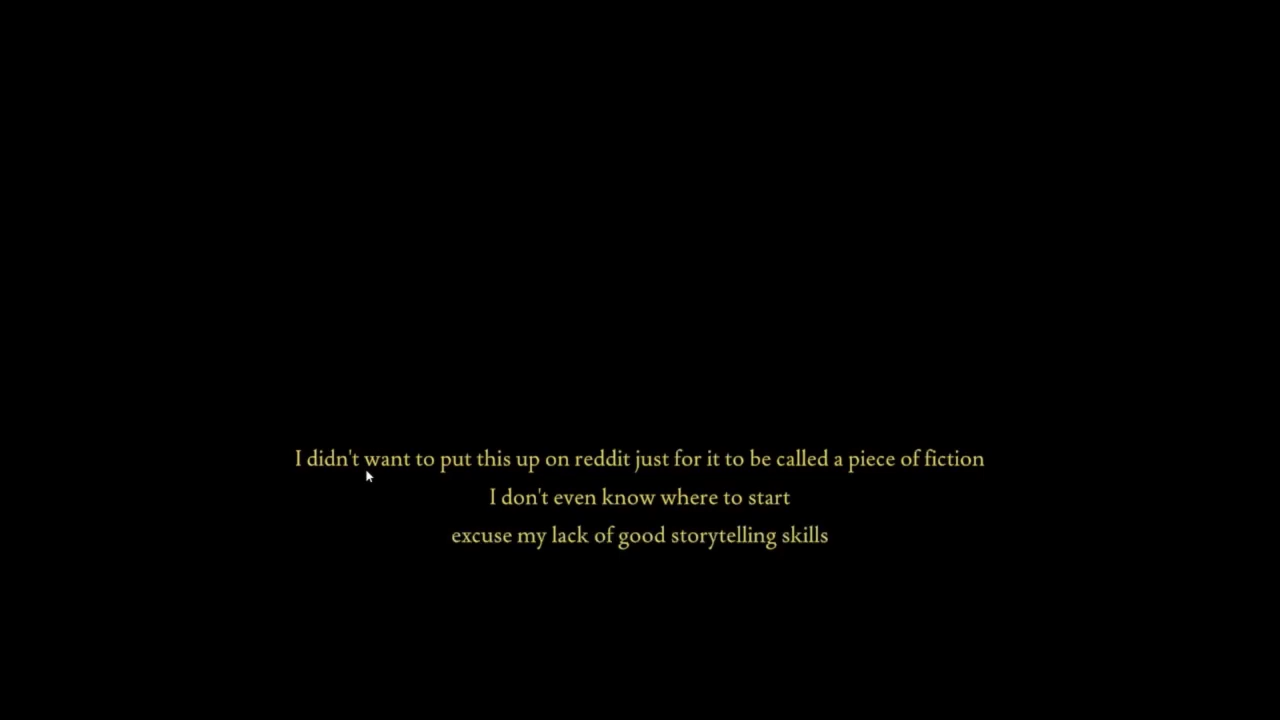 I didn't want to put this up on reddit just for it to be called a piece of fiction
I don't even know where to start
excuse my lack of good storytelling skills